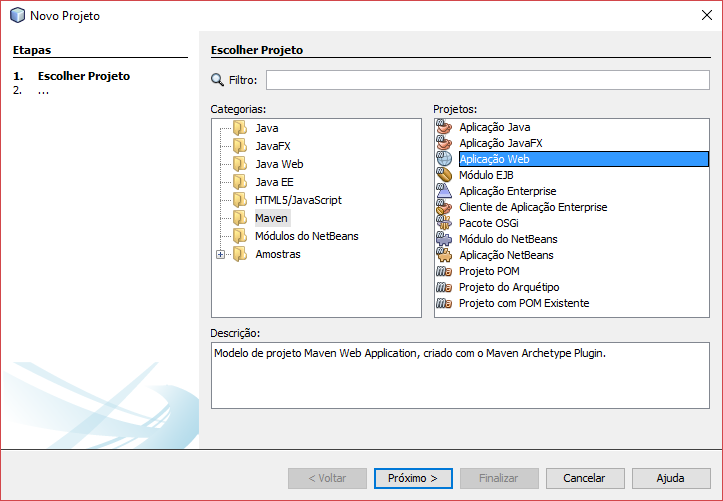 Novo Projeto
Etapas
1. Escolher Projeto
2. ...
Escolher Projeto
Filtro:
Categorias:
Java
JavaFX
Java Web
Java EE
HTML5/JavaScript
Maven
Módulos do NetBeans
Amostras
Projetos:
Aplicação Java
Aplicação JavaFX
Aplicação Web
Módulo EJB
Aplicação Enterprise
Cliente de Aplicação Enterprise
Pacote OSGi
Módulo do NetBeans
Aplicação NetBeans
Projeto POM
Projeto do Arquétipo
Projeto com POM Existente
Descrição:
Modelo de projeto Maven Web Application, criado com o Maven Archetype Plugin.
< Voltar
Próximo >
Finalizar
Cancelar
Ajuda